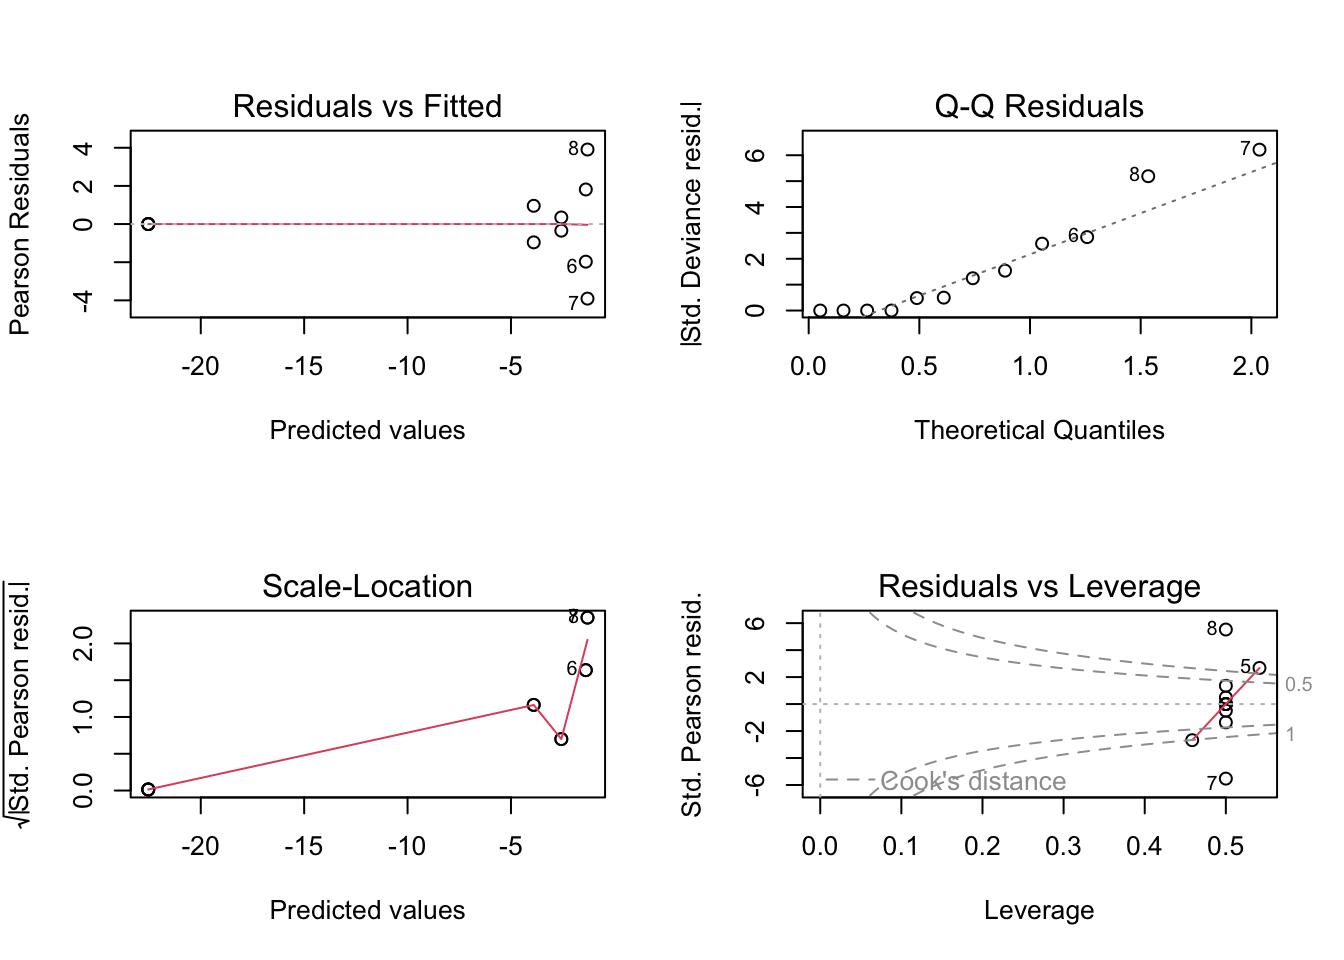 Residuals vs Fitted
Pearson Residuals
4
2
0
-4
8
6
7
-20 -15 -10 -5
Predicted values
Q-Q Residuals
|Std. Deviance resid.|
6
4
2
0
7
8
6
0.0 0.5 1.0 1.5 2.0
Theoretical Quantiles
Scale-Location
√|Std. Pearson resid.|
2.0
1.0
0.0
6
-20 -15 -10 -5
Predicted values
Residuals vs Leverage
Std. Pearson resid.
6
2
-2
-6
8
5
7
0.5
1
Cook's distance
0.0 0.1 0.2 0.3 0.4 0.5
Leverage